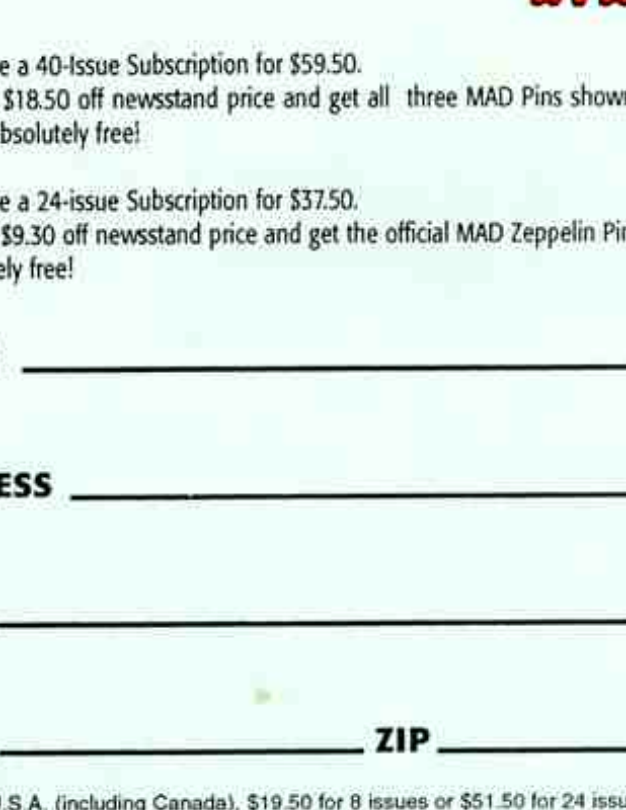 e a 40-Issue Subscription for $59.50.
$18.50 off newsstand price and get all three MAD Pins shown
bsolutely free!
e a 24-issue Subscription for $37.50.
$9.30 off newsstand price and get the official MAD Zeppelin Pin
ely free!
ESS
ZIP
U.S.A. (including Canada), $19.50 for 8 issues or $51.50 for 24 issu